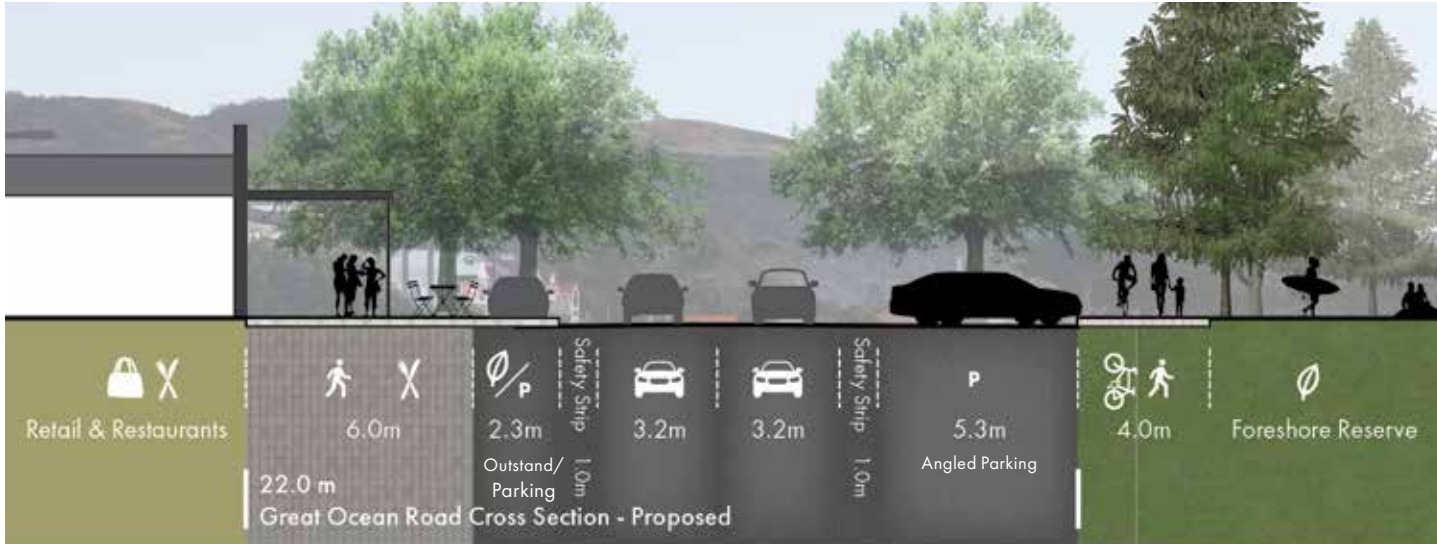 Retail & Restaurants
6.0m
2.3m
Outstand/
Parking
Safety Strip 1.0m
3.2m
3.2m
Safety Strip 1.0m
P
P
5.3m
Angled Parking
4.0m
Foreshore Reserve
22.0 m
Great Ocean Road Cross Section - Proposed